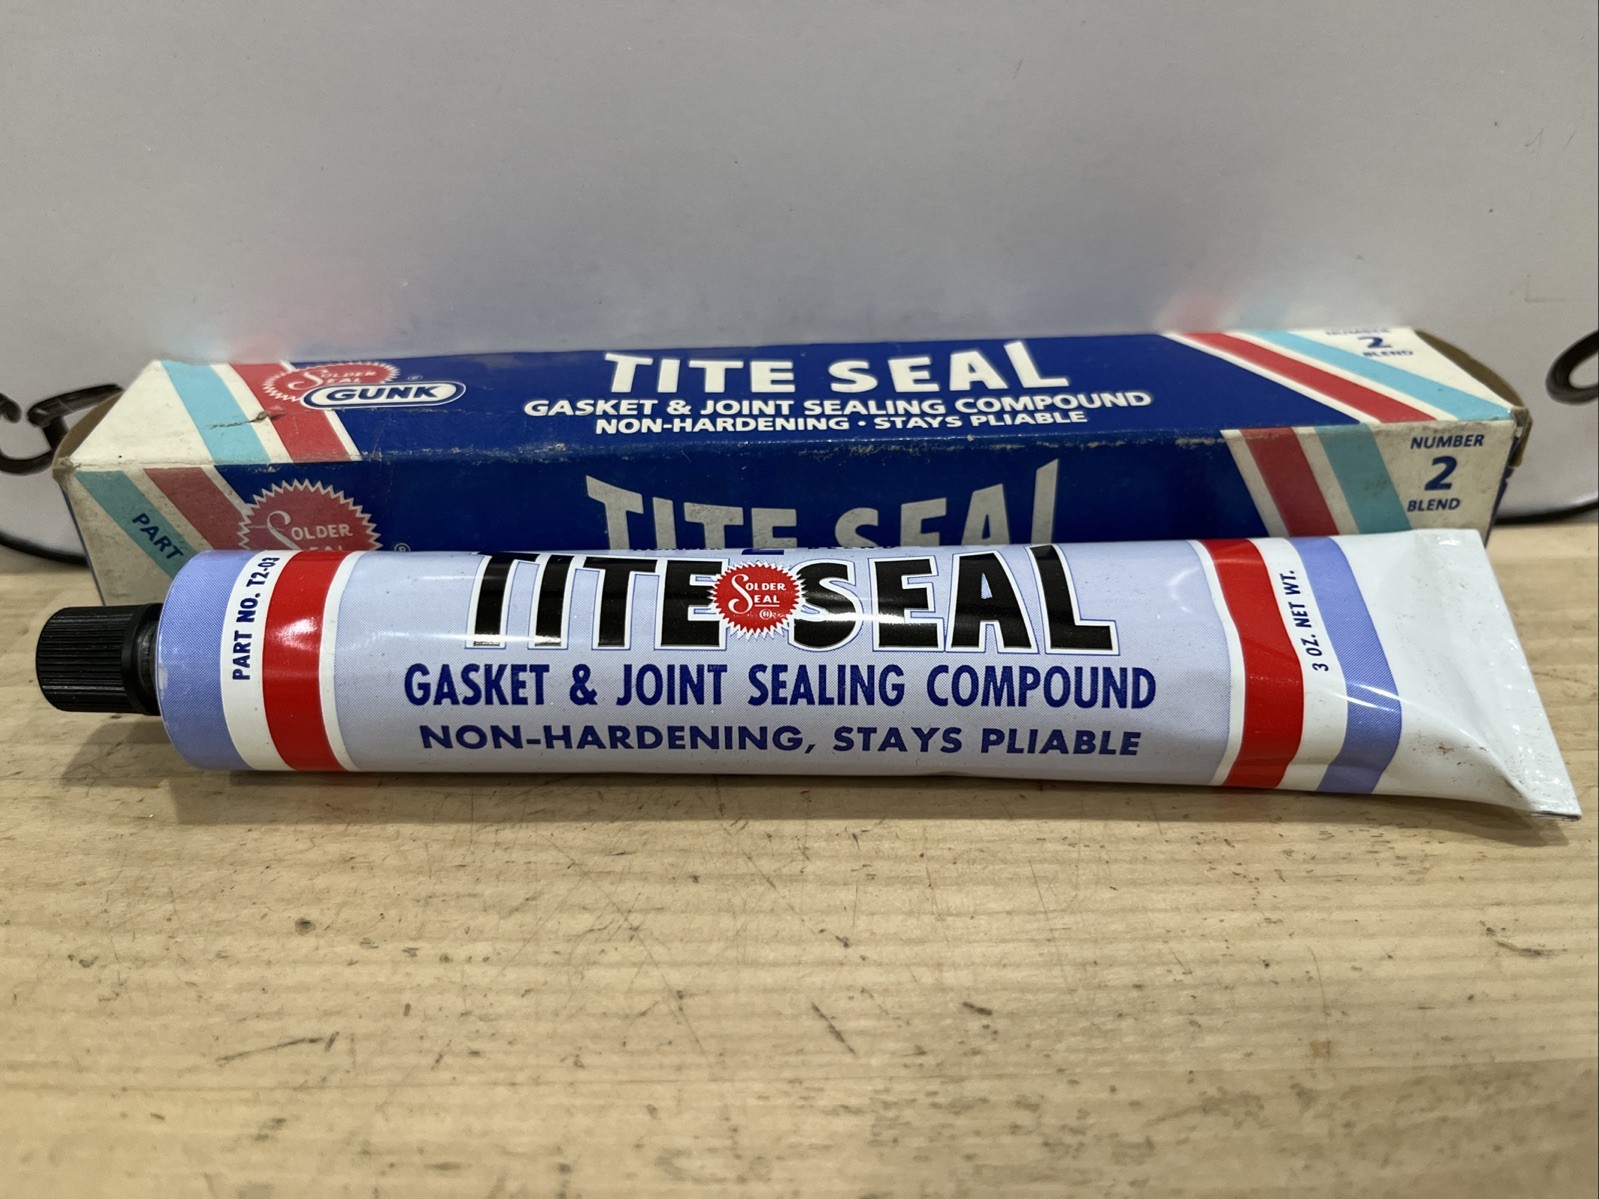 SOLDER
SEAL
GUNK
TITE SEAL
GASKET & JOINT SEALING COMPOUND
NON-HARDENING · STAYS PLIABLE
NUMBER
2
BLEND
PART
SOLDER
SEAL
TITE SEAL
NUMBER
2
BLEND
PART NO. T2-03
TITE SEAL
SOLDER
SEAL
®
GASKET & JOINT SEALING COMPOUND
NON-HARDENING, STAYS PLIABLE
3 OZ. NET WT.